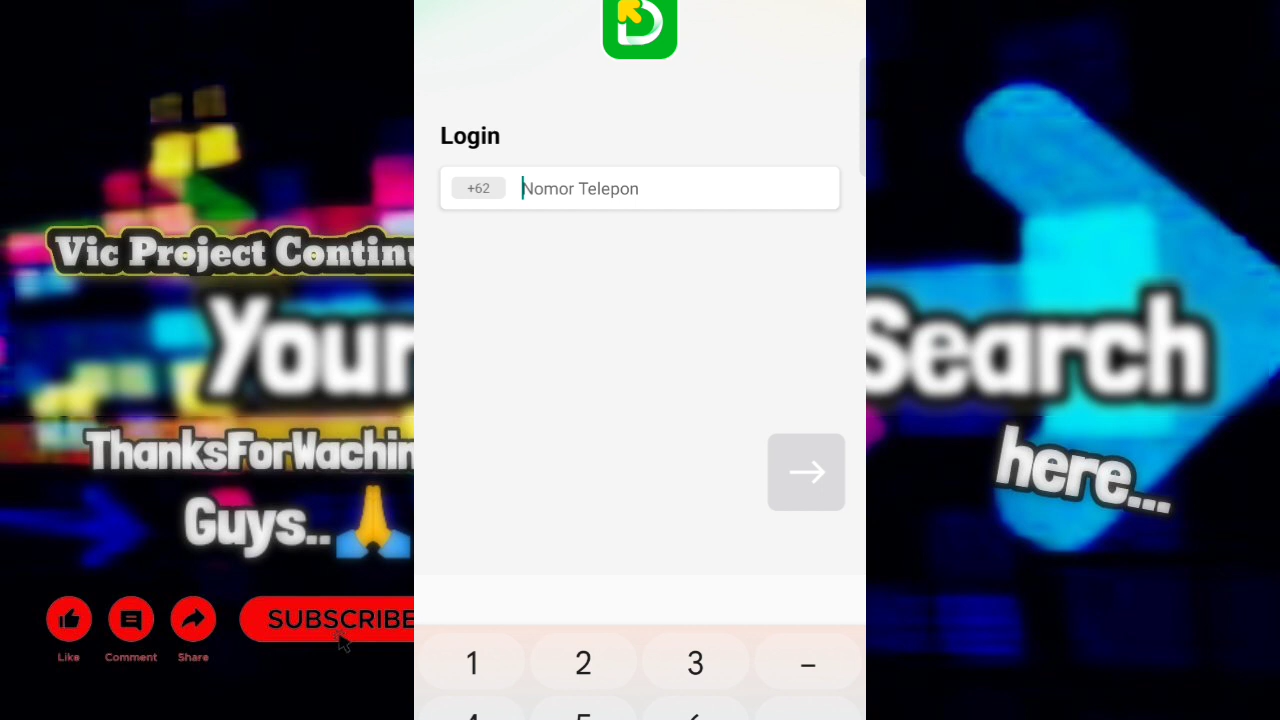 Login
+62 Nomor Telepon
Vic Project Continu
Your
Search
ThanksForWachin
here...
Guys..🙏
SUBSCRIBE
Like Comment Share
1 2 3 –